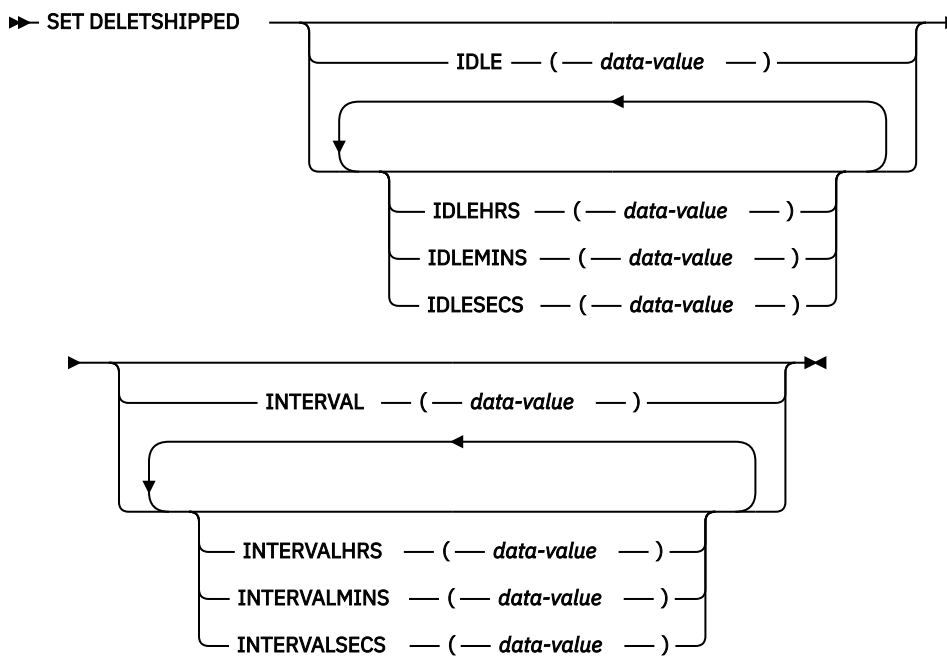 SET DELETSHIPPED
IDLE ( data-value )
IDLEHRS ( data-value )
IDLEMINS ( data-value )
IDLESECS ( data-value )
INTERVAL ( data-value )
INTERVALHRS ( data-value )
INTERVALMINS ( data-value )
INTERVALSECS ( data-value )